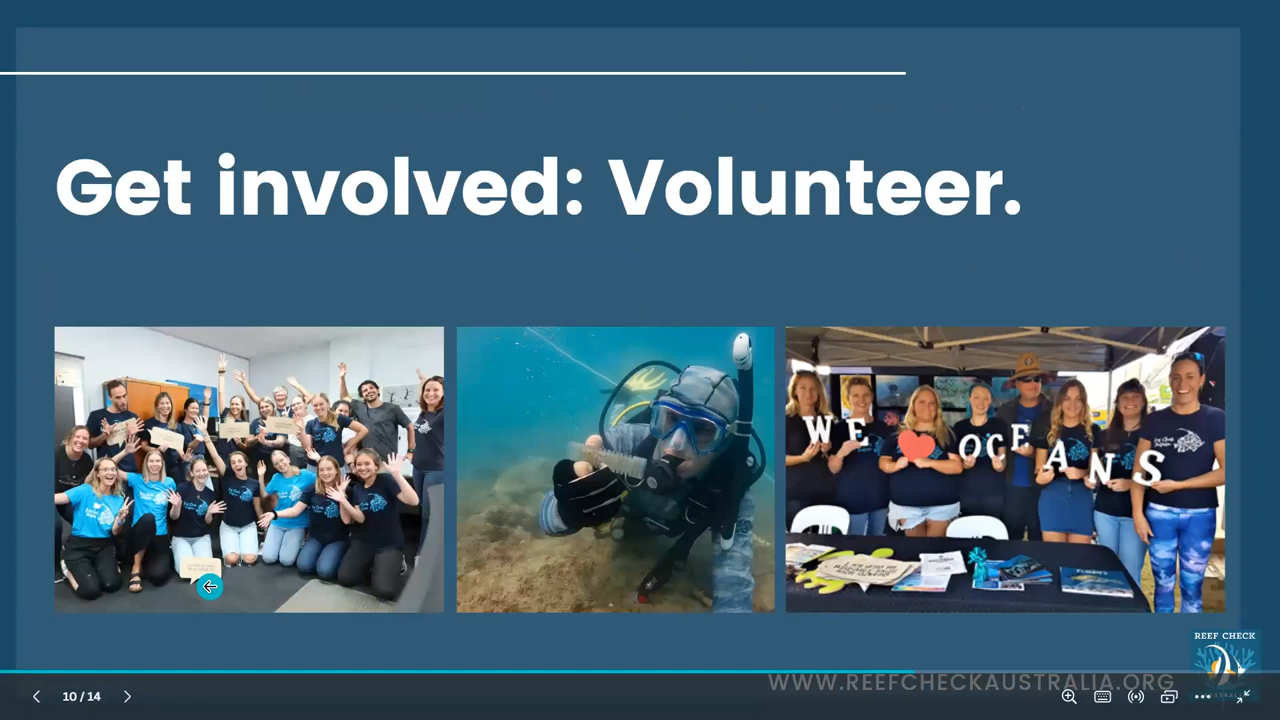 Get involved: Volunteer.
WE
OCEANS
REEF CHECK
WWW.REEFCHECKAUSTRALIA.ORG
10 / 14